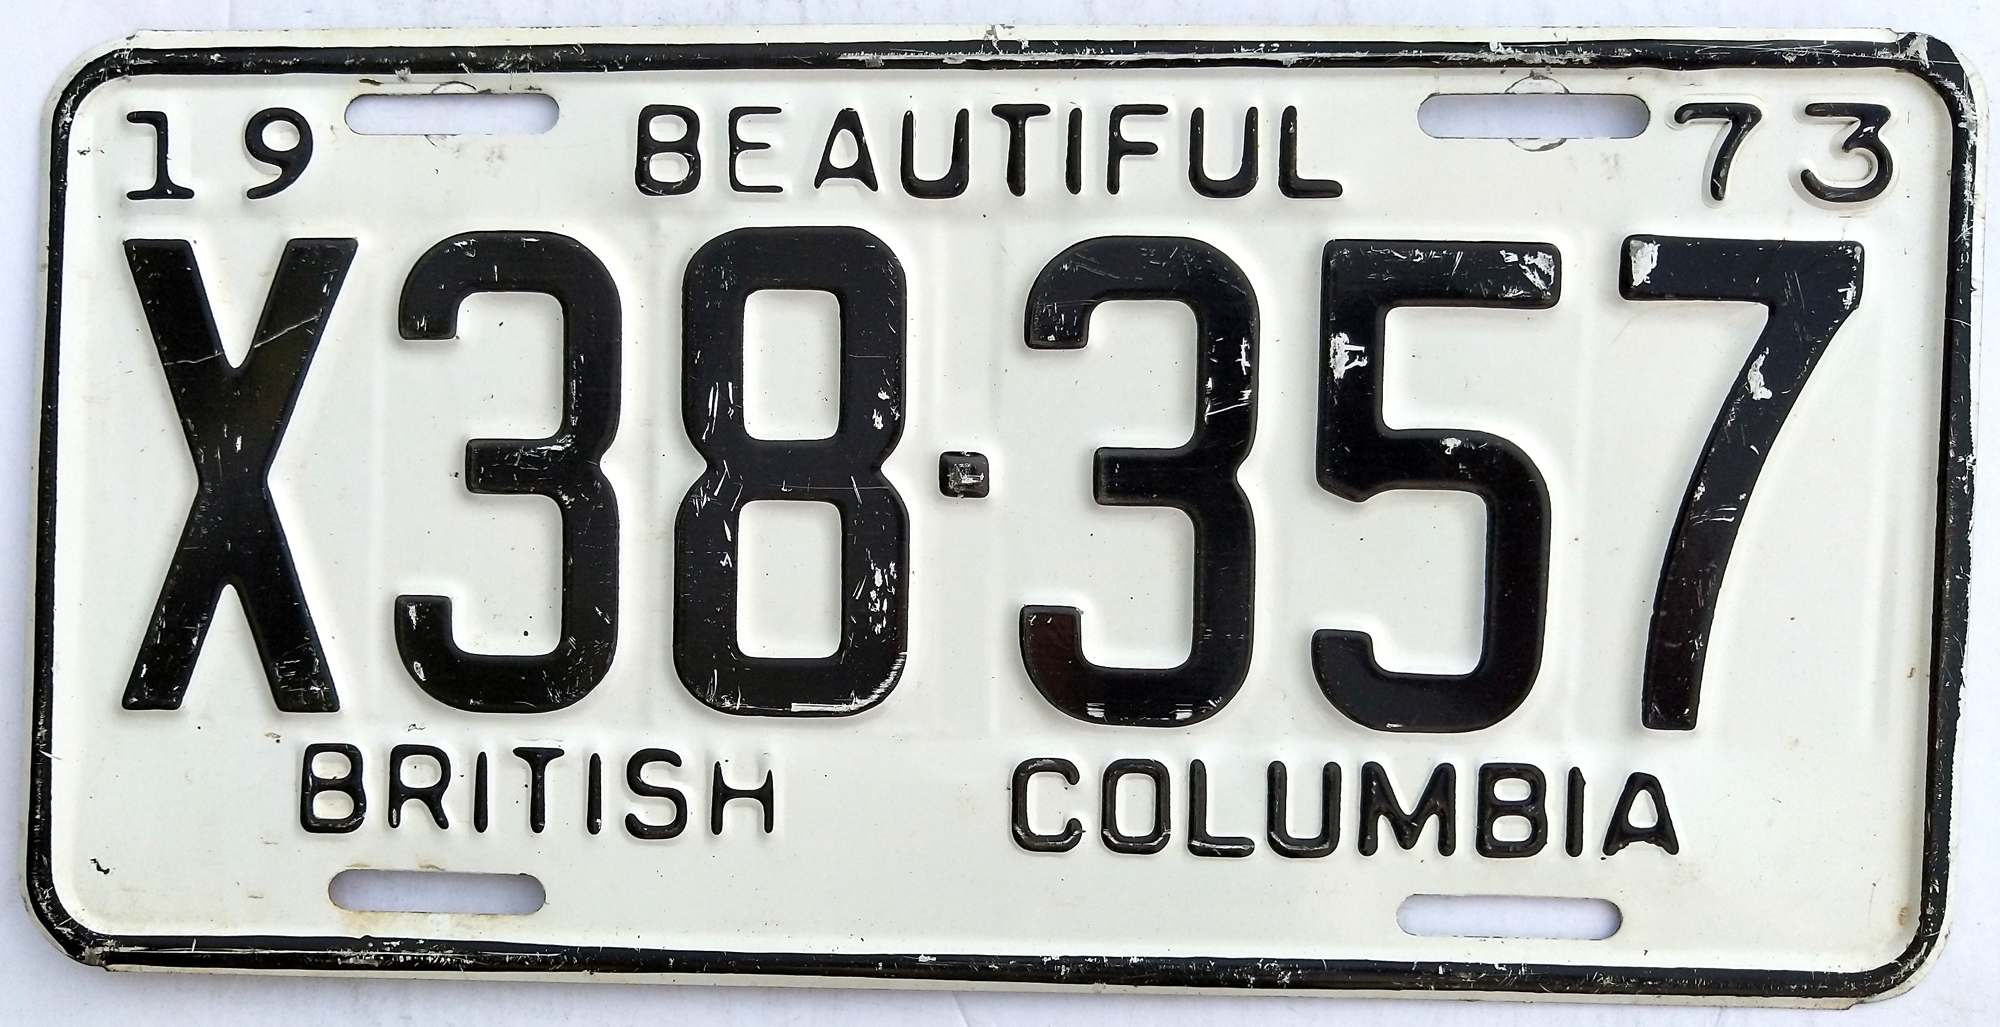 19 BEAUTIFUL 73
X38·357
BRITISH COLUMBIA